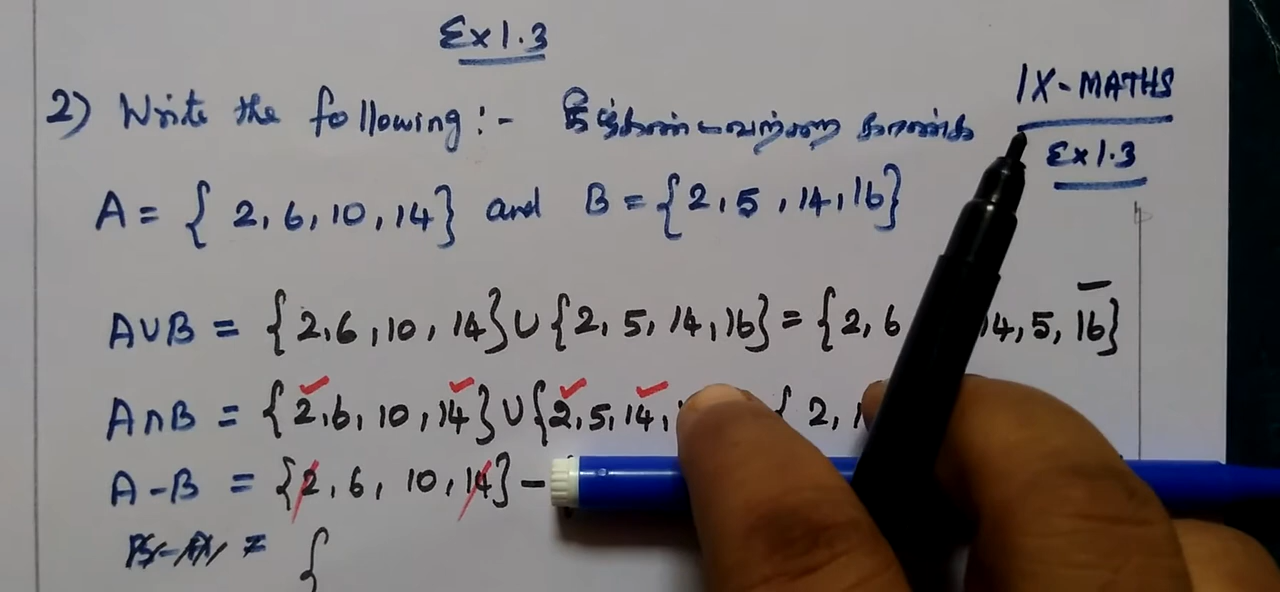 Ex 1.3
IX-MATHS
Ex 1.3
2) Write the following:- காண்க
A = { 2, 6, 10, 14} and B = {2, 5, 14, 16}
A∪B = {2,6, 10, 14}∪{2, 5, 14, 16} = {2, 6 14, 5, 16}
A∩B = {2,6, 10, 14}∪{2,5, 14, { 2,
A-B = {2, 6, 10, 14} -
B-A = {